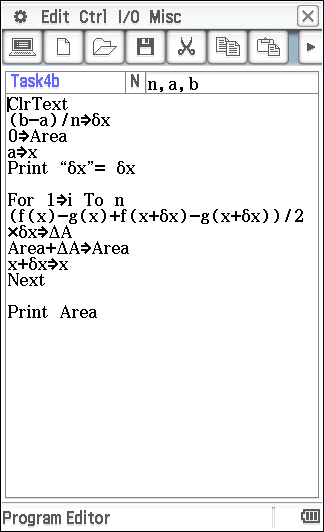 Edit Ctrl I/O Misc
Task4b N n,a,b
ClrText
(b−a)/n⇒δx
0⇒Area
a⇒x
Print “δx”= δx
For 1⇒i To n
(f(x)−g(x)+f(x+δx)−g(x+δx))/2
×δx⇒ΔA
Area+ΔA⇒Area
x+δx⇒x
Next
Print Area
Program Editor